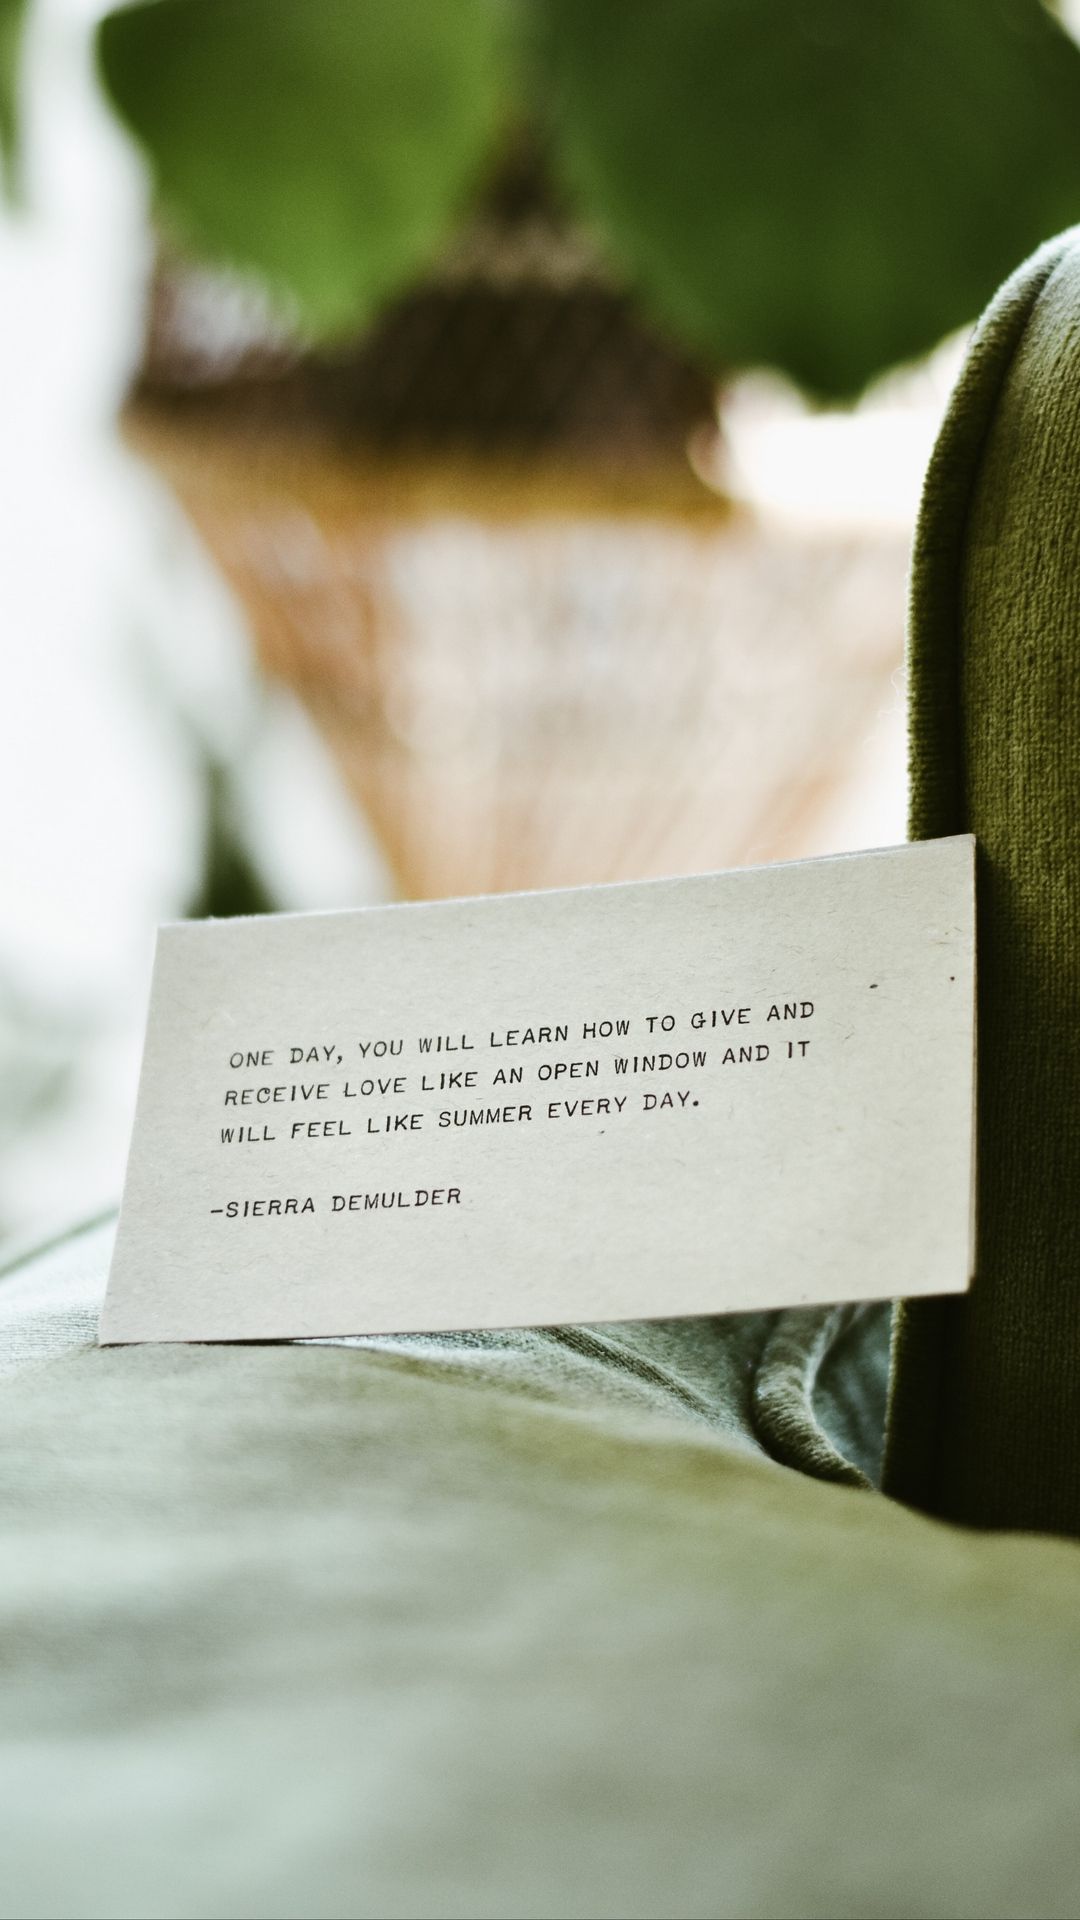 ONE DAY, YOU WILL LEARN HOW TO GIVE AND
RECEIVE LOVE LIKE AN OPEN WINDOW AND IT
WILL FEEL LIKE SUMMER EVERY DAY.
-SIERRA DEMULDER